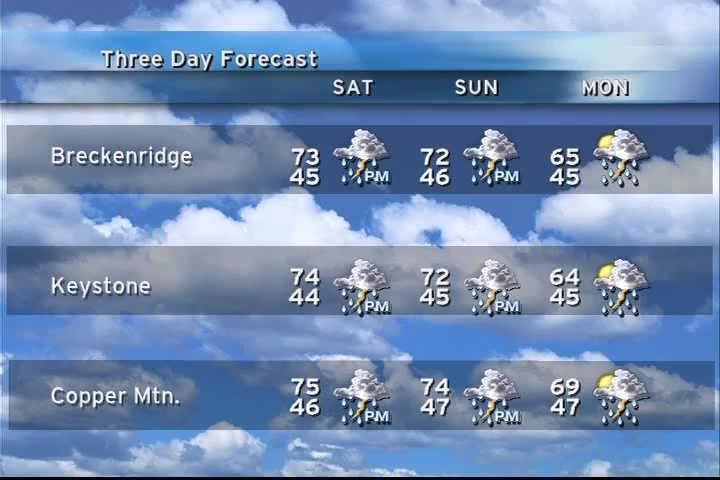 Three Day Forecast
SAT SUN MON
Breckenridge 73 45 PM 72 46 PM 65 45
Keystone 74 44 PM 72 45 PM 64 45
Copper Mtn. 75 46 PM 74 47 PM 69 47